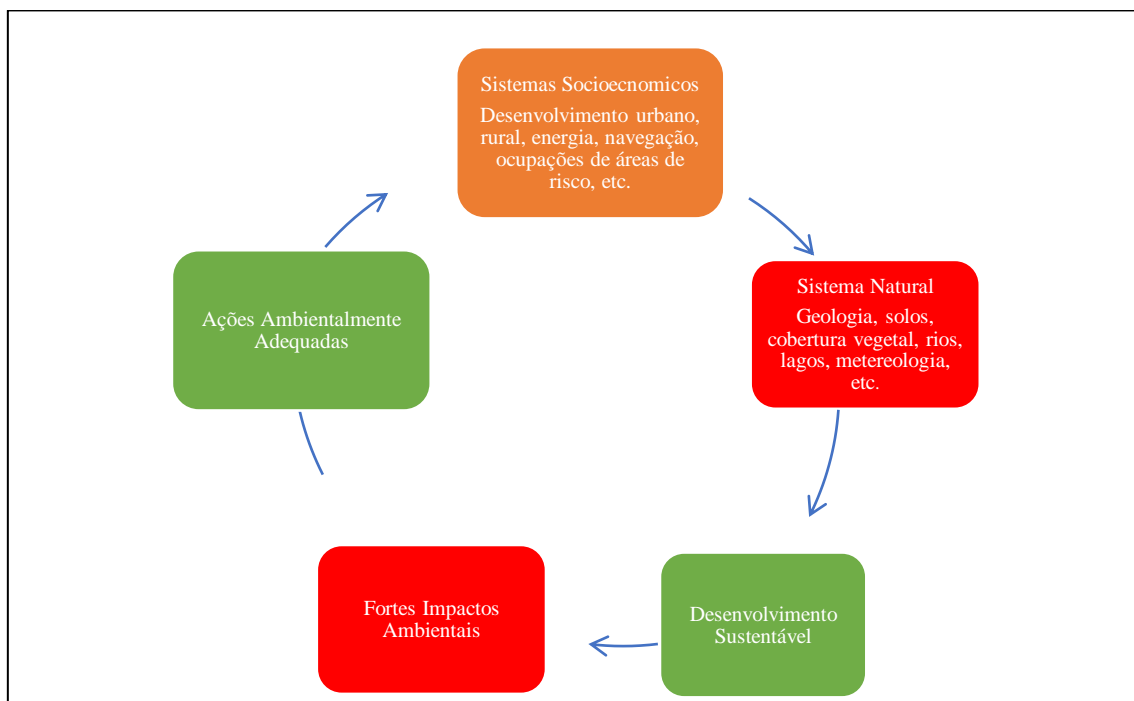 Sistemas Socioecnomicos
Desenvolvimento urbano,
rural, energia, navegação,
ocupações de áreas de
risco, etc.
Sistema Natural
Geologia, solos,
cobertura vegetal, rios,
lagos, metereologia,
etc.
Desenvolvimento
Sustentável
Fortes Impactos
Ambientais
Ações Ambientalmente
Adequadas